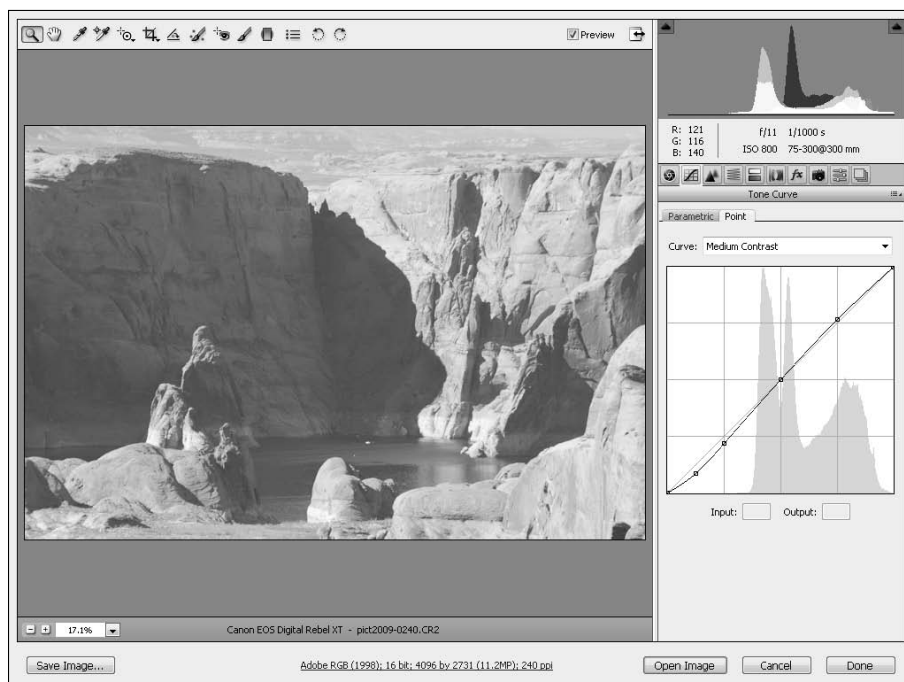 Preview
R: 121
G: 116
B: 140
f/11 1/1000 s
ISO 800 75-300@300 mm
fx
Tone Curve
Parametric Point
Curve: Medium Contrast
Input: Output:
17.1% Canon EOS Digital Rebel XT - pict2009-0240.CR2
Save Image... Adobe RGB (1998); 16 bit; 4096 by 2731 (11.2MP); 240 ppi Open Image Cancel Done